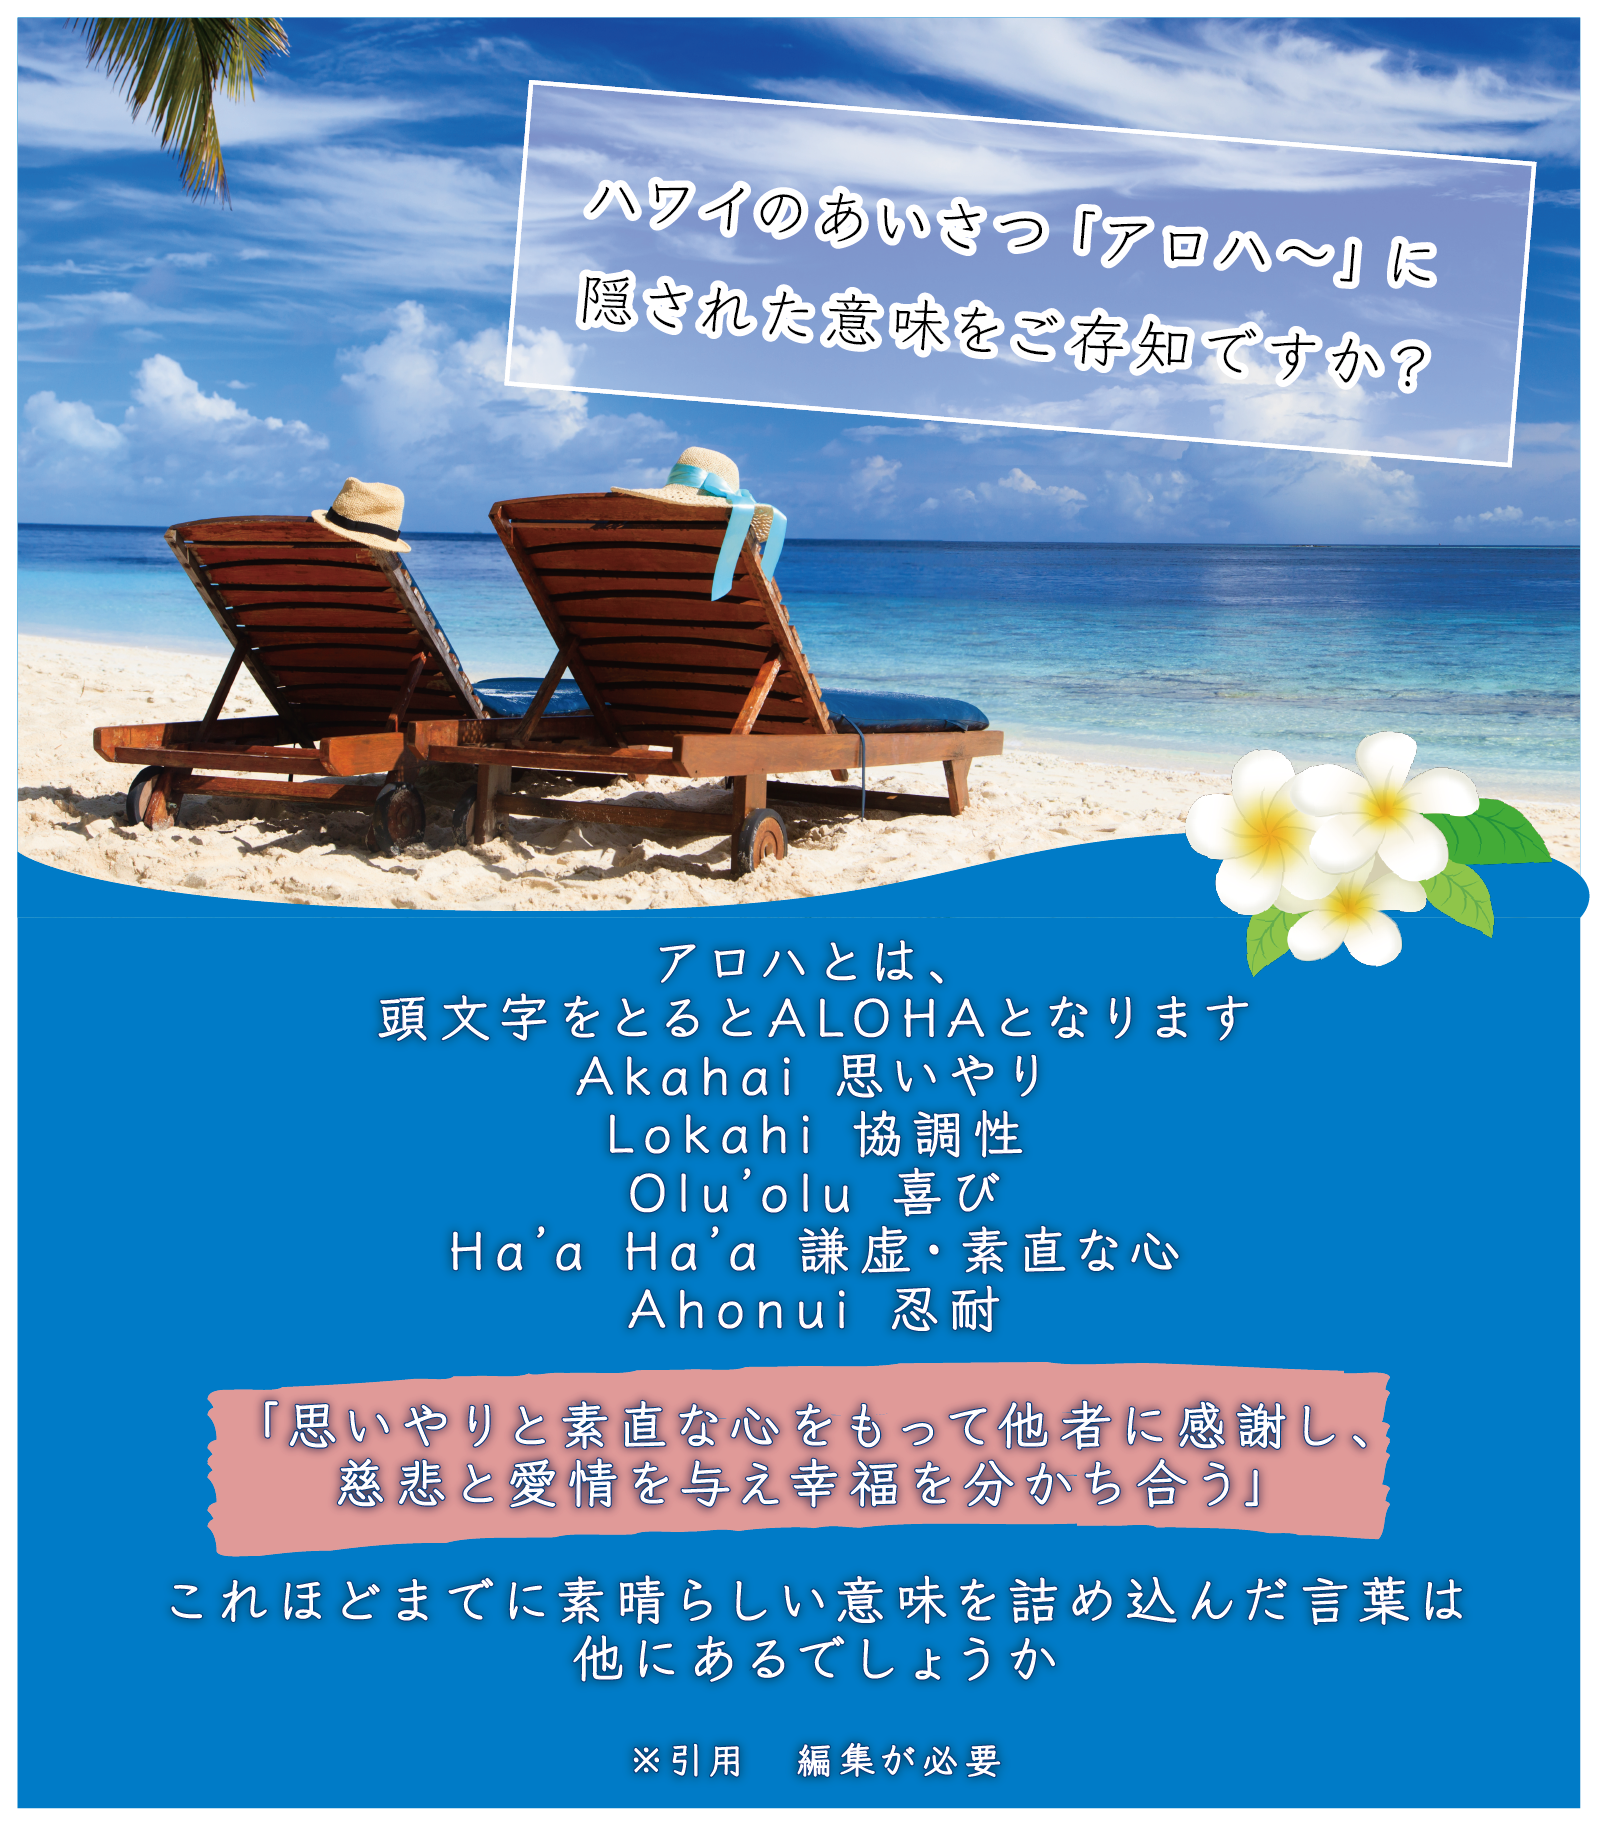 ハワイのあいさつ「アロハ～」に
隠された意味をご存知ですか？
アロハとは、
頭文字をとるとALOHAとなります
Akahai 思いやり
Lokahi 協調性
Olu’olu 喜び
Ha’a Ha’a 謙虚・素直な心
Ahonui 忍耐
「思いやりと素直な心をもって他者に感謝し、
慈悲と愛情を与え幸福を分かち合う」
これほどまでに素晴らしい意味を詰め込んだ言葉は
他にあるでしょうか
※引用　編集が必要